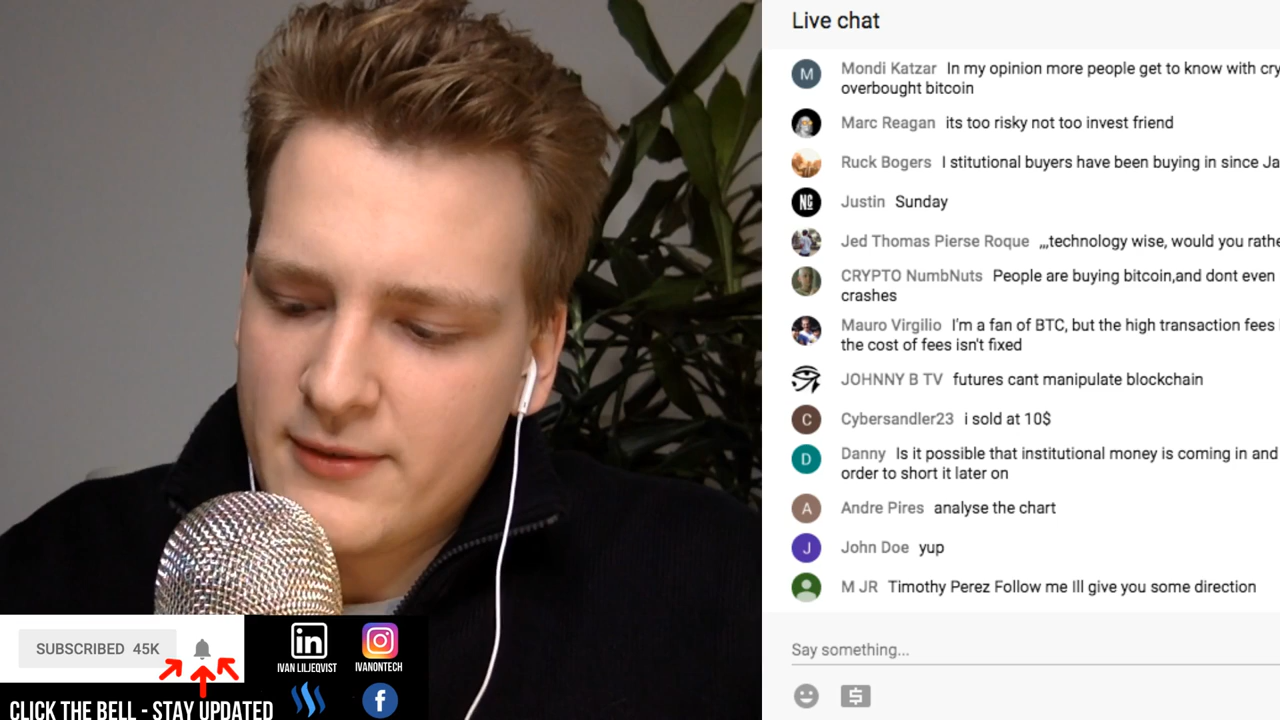 Live chat
M
Mondi Katzar In my opinion more people get to know with cry
overbought bitcoin
Marc Reagan its too risky not too invest friend
Ruck Bogers I stitutional buyers have been buying in since Ja
NG
Justin Sunday
Jed Thomas Pierse Roque ,,,technology wise, would you rathe
CRYPTO NumbNuts People are buying bitcoin,and dont even
crashes
Mauro Virgilio I'm a fan of BTC, but the high transaction fees
the cost of fees isn't fixed
JOHNNY B TV futures cant manipulate blockchain
C
Cybersandler23 i sold at 10$
D
Danny Is it possible that institutional money is coming in and
order to short it later on
A
Andre Pires analyse the chart
J
John Doe yup
M JR Timothy Perez Follow me Ill give you some direction
Say something...
$
SUBSCRIBED 45K
CLICK THE BELL - STAY UPDATED
in
IVAN LILJEQVIST
IVANONTECH
f